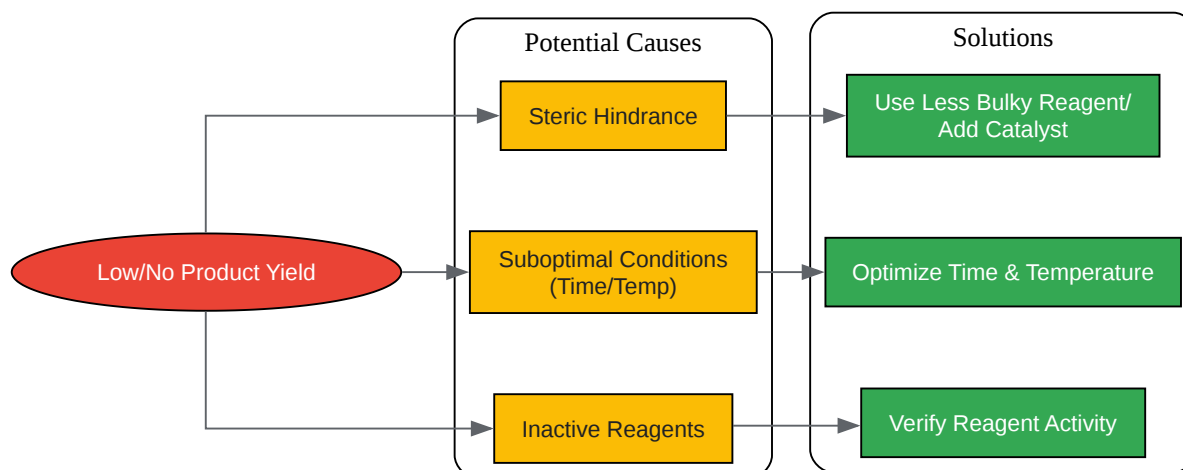 Potential Causes
Solutions
Steric Hindrance
Use Less Bulky Reagent/
Add Catalyst
Low/No Product Yield
Suboptimal Conditions
(Time/Temp)
Optimize Time & Temperature
Inactive Reagents
Verify Reagent Activity